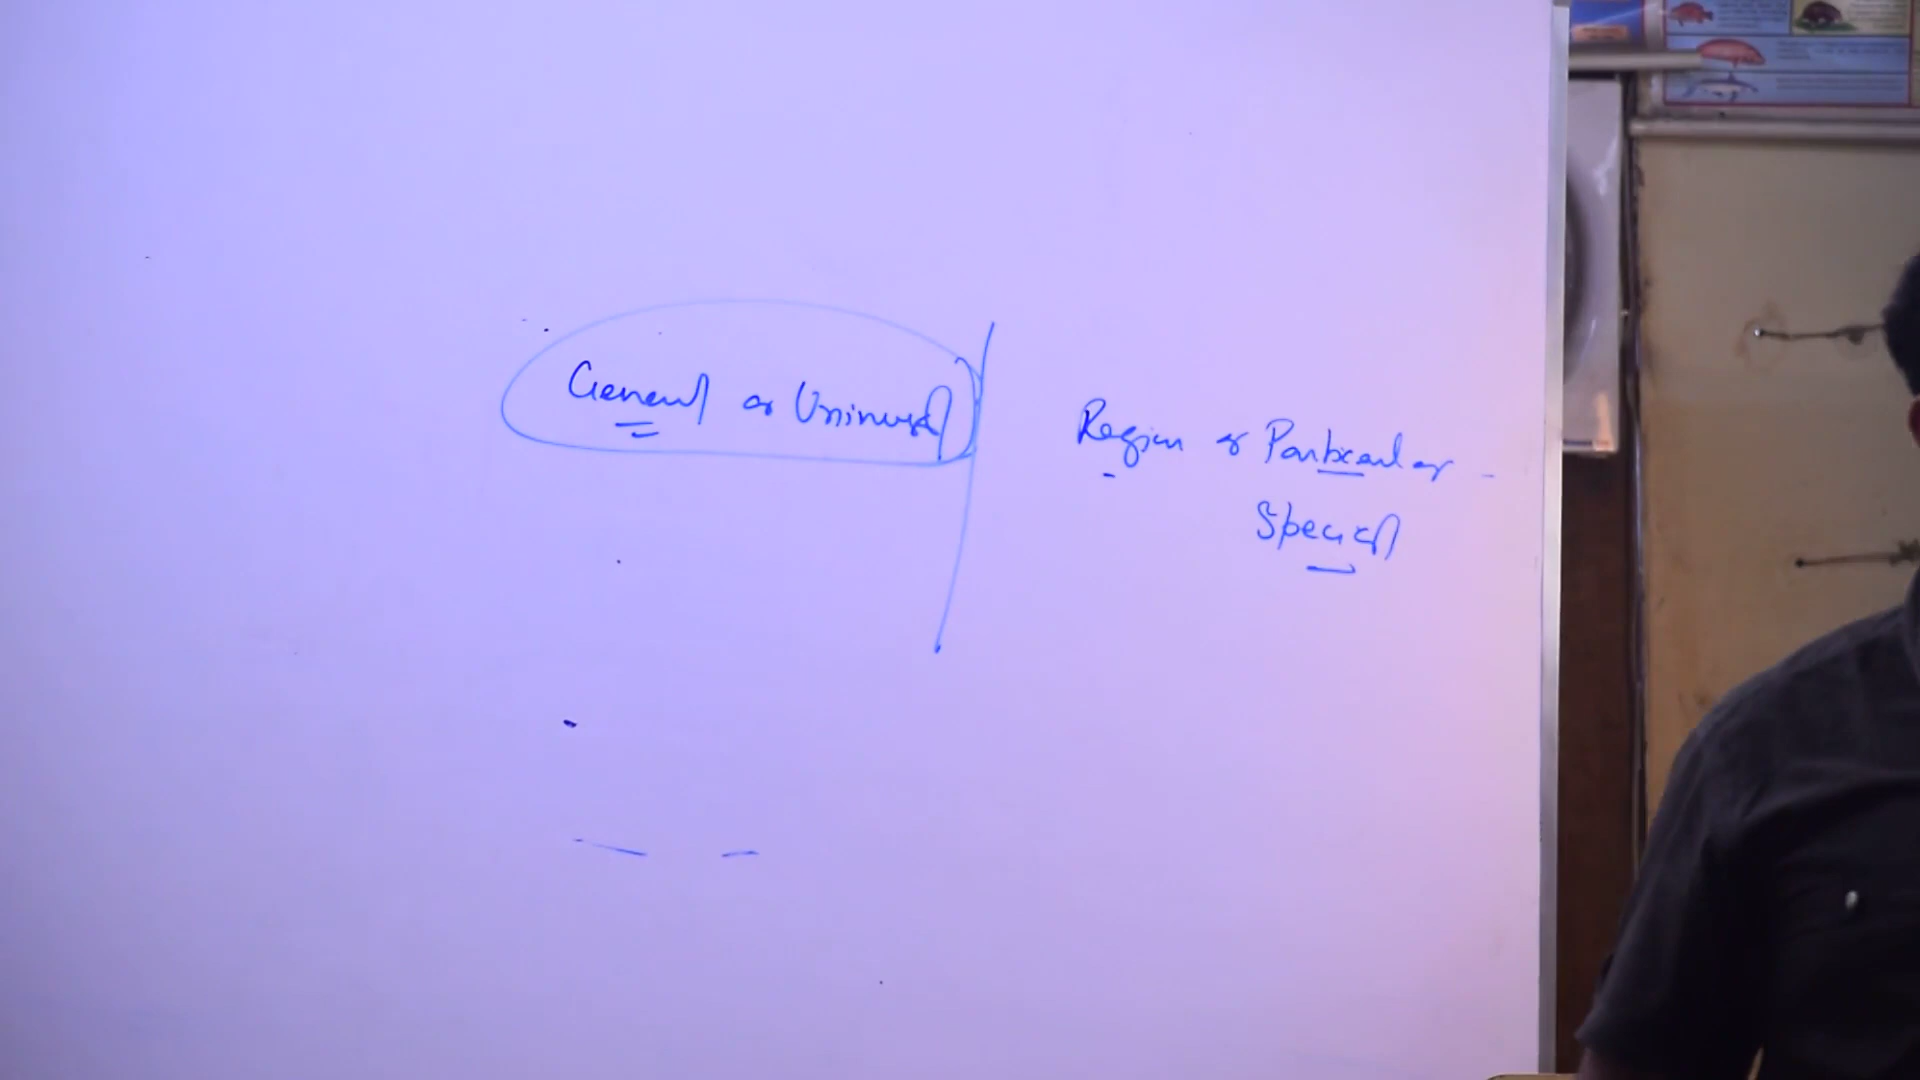 General or Universal
Region or Particular -
Special